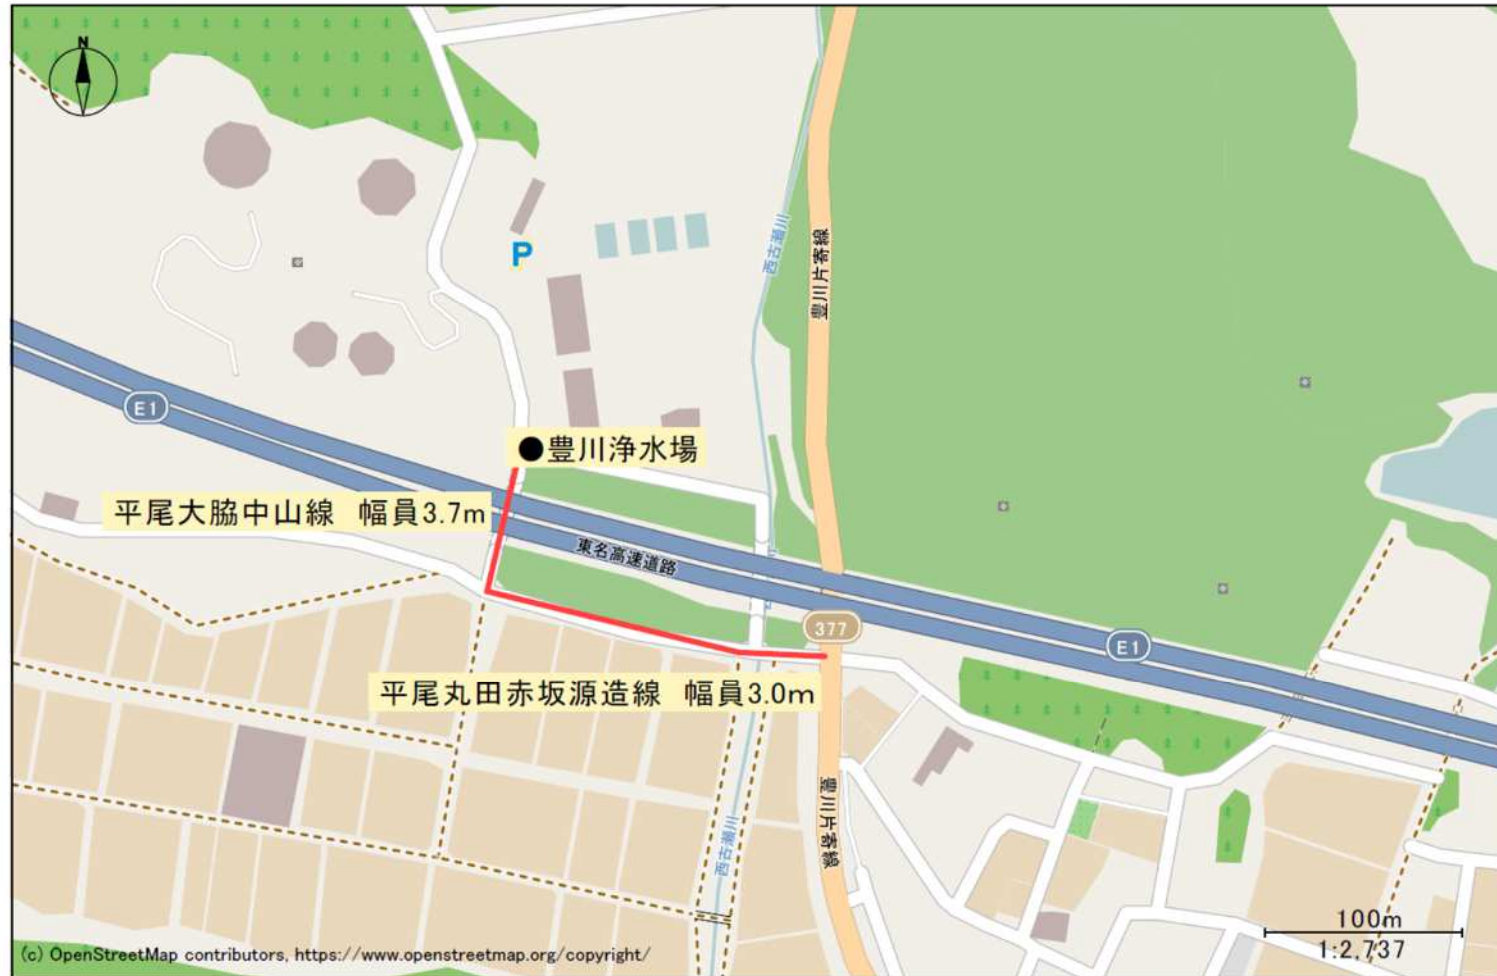 N
P
西古瀬川
豊川片寄線
E1
●豊川浄水場
平尾大脇中山線 幅員3.7m
東名高速道路
377
E1
平尾丸田赤坂源造線 幅員3.0m
豊川片寄線
西古瀬川
100m
1:2,737
(c) OpenStreetMap contributors, https://www.openstreetmap.org/copyright/